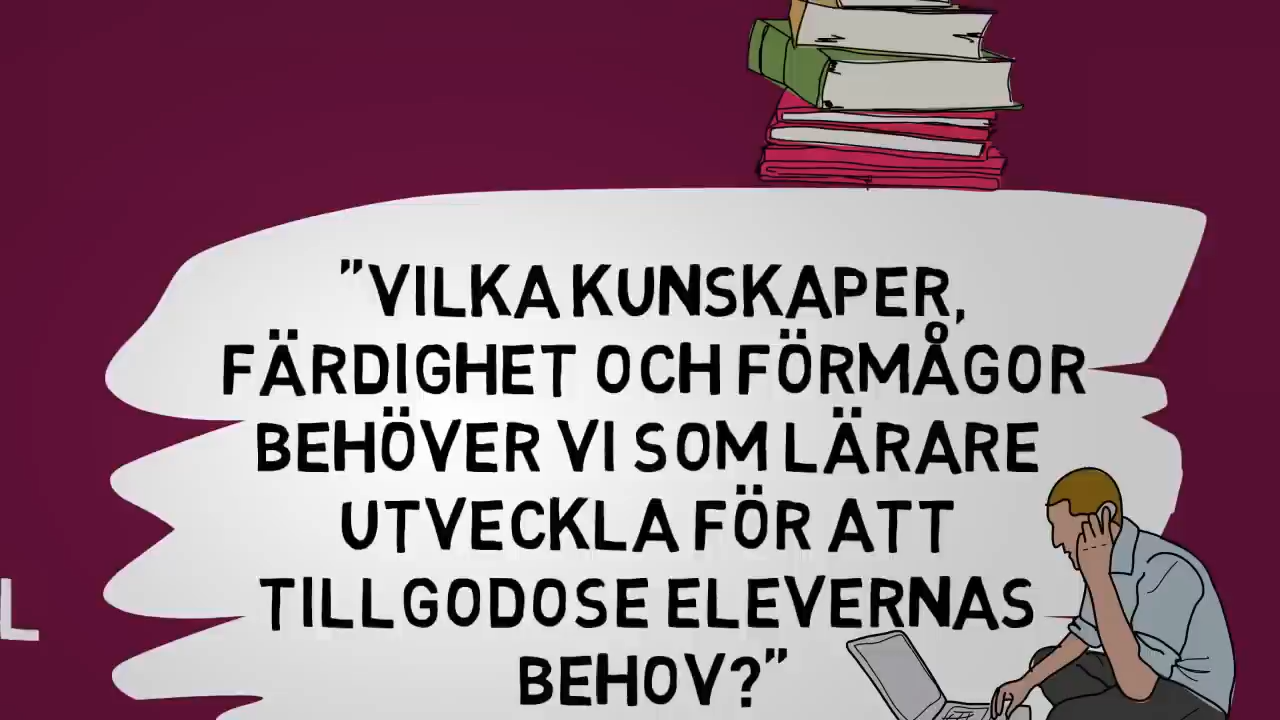 ”VILKA KUNSKAPER,
FÄRDIGHET OCH FÖRMÅGOR
BEHÖVER VI SOM LÄRARE
UTVECKLA FÖR ATT
TILLGODOSE ELEVERNAS
BEHOV?”
L